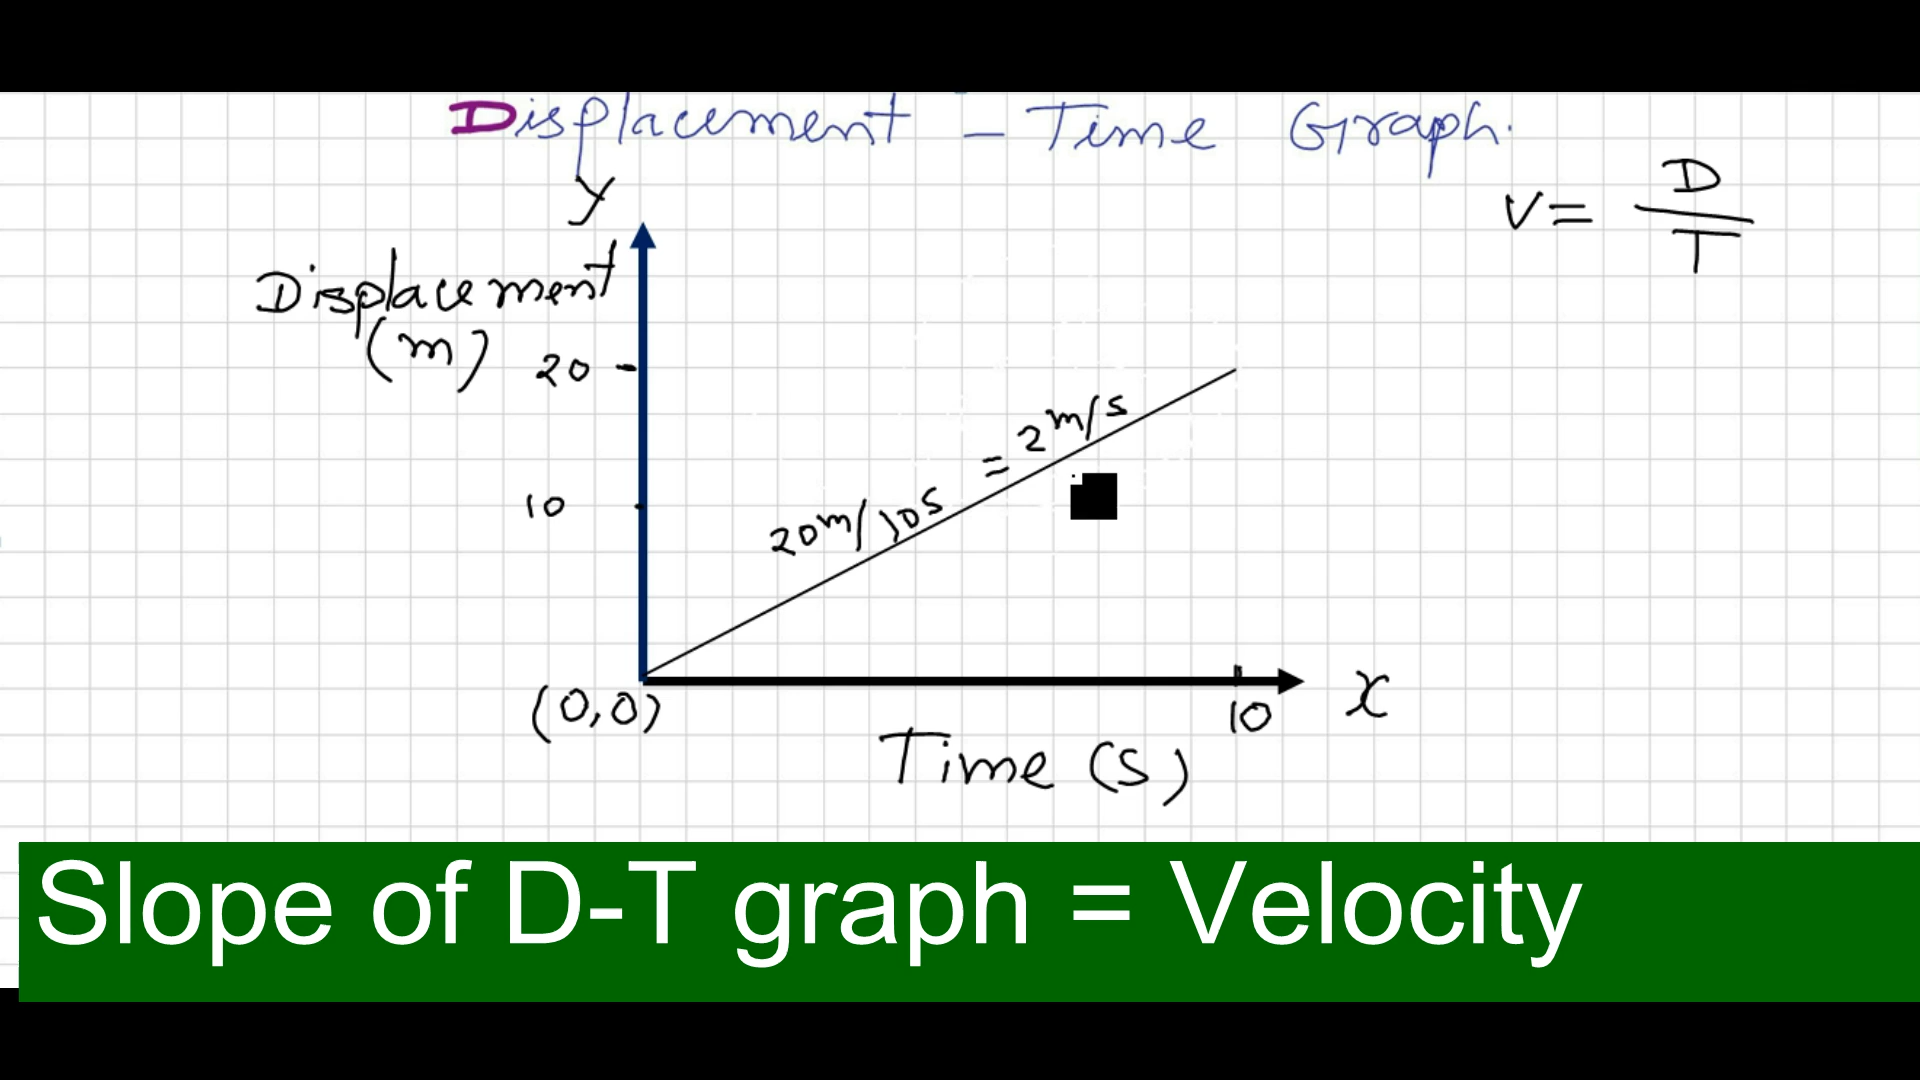 Displacement - Time Graph.
y
V = D
T
Displacement
(m)
20
10
20m/10s = 2m/s
(0,0)
10
x
Time (s)
Slope of D-T graph = Velocity